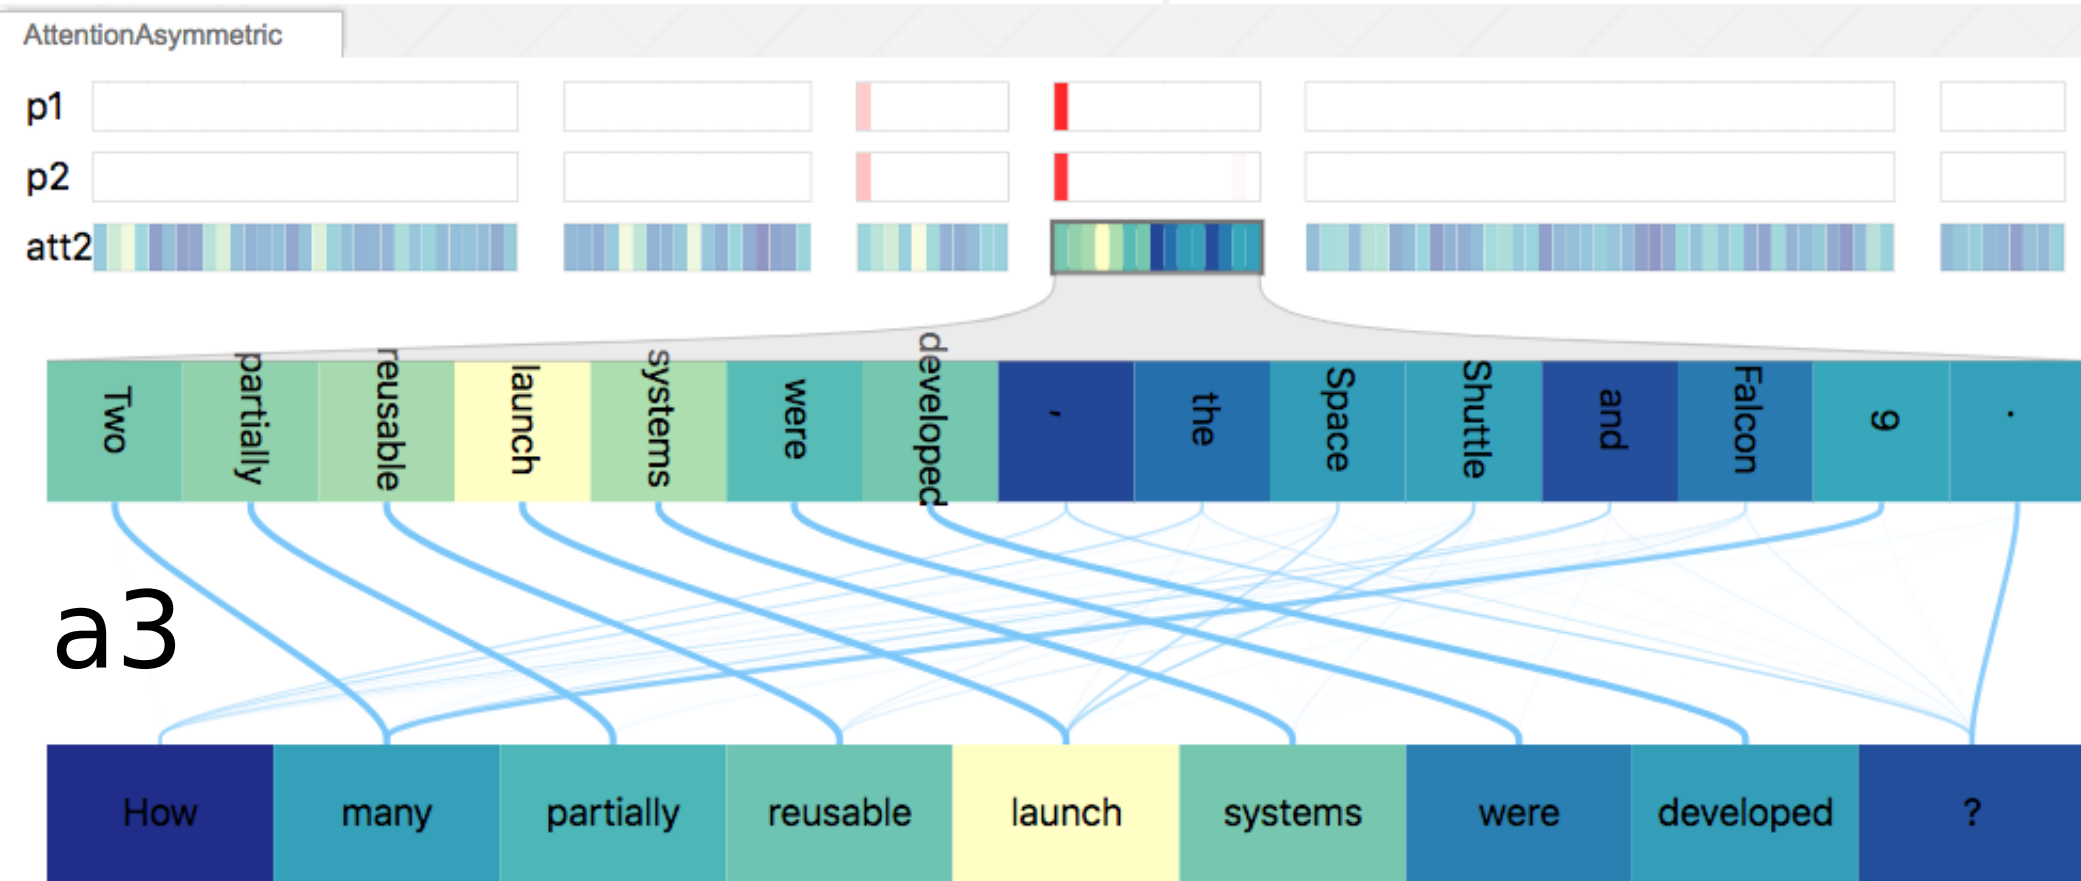 AttentionAsymmetric
p1
p2
att2
Two partially reusable launch systems were developed , the Space Shuttle and Falcon 9 .
a3
How many partially reusable launch systems were developed ?